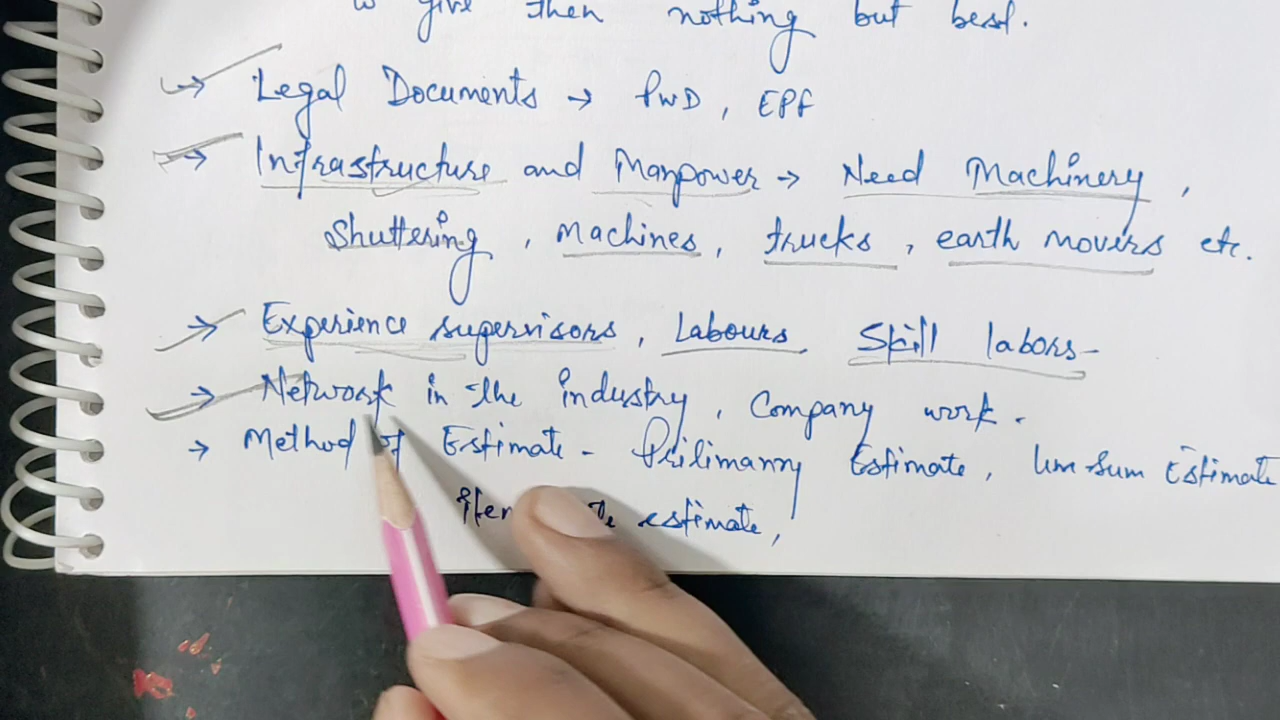 to give then nothing but best.
→ Legal Documents → PWD, EPF
→ Infrastructure and Manpower → Need Machinery,
Shuttering, Machines, trucks, earth movers etc.
→ Experience supervisors, Labours Skill labors-
→ Network in the industry, Company work.
→ Method of Estimate - Prilimanry Estimate, lum sum Estimate
estimate,